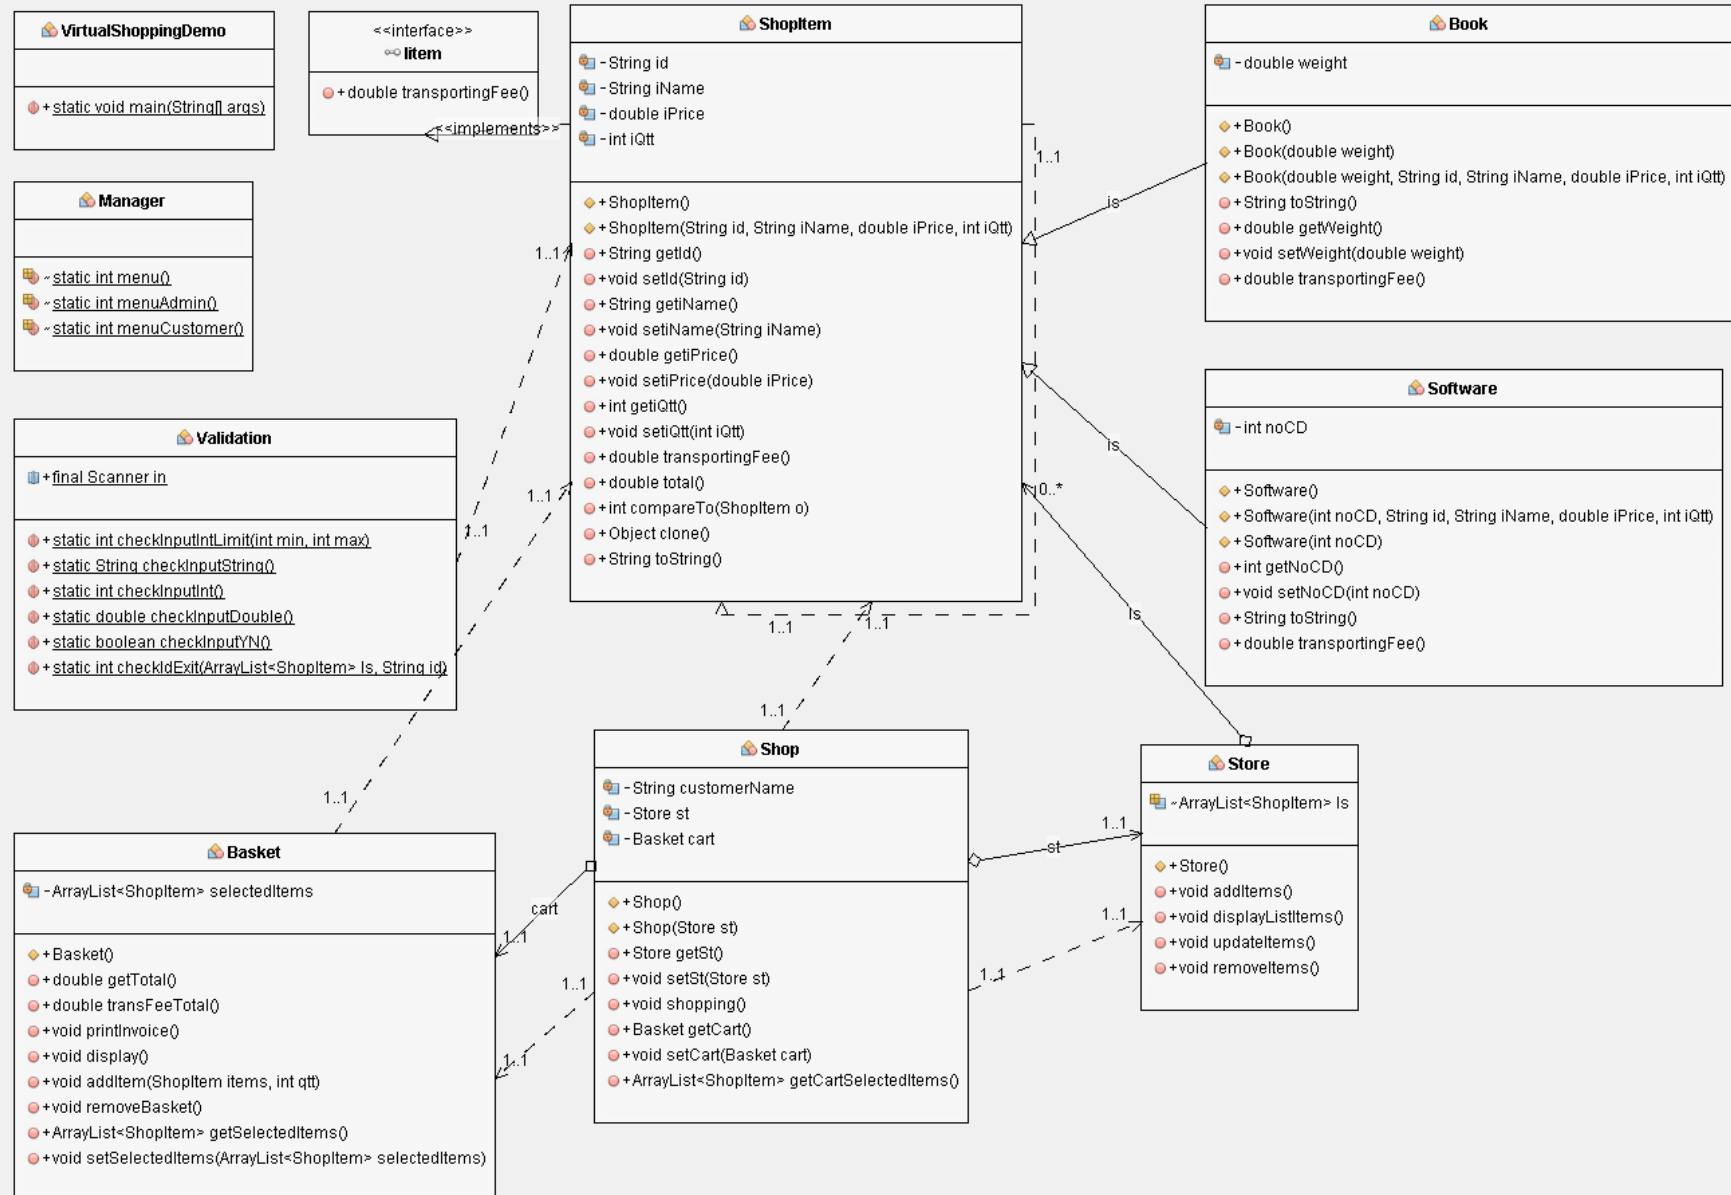 VirtualShoppingDemo
+static void main(String[] args)
<<interface>>
Iitem
+double transportingFee()
<<implements>>
ShopItem
-String id
-String iName
-double iPrice
-int iQtt
+ShopItem()
+ShopItem(String id, String iName, double iPrice, int iQtt)
+String getId()
+void setId(String id)
+String getiName()
+void setiName(String iName)
+double getiPrice()
+void setiPrice(double iPrice)
+int getiQtt()
+void setiQtt(int iQtt)
+double transportingFee()
+double total()
+int compareTo(ShopItem o)
+Object clone()
+String toString()
1..1
1..1
Book
-double weight
+Book()
+Book(double weight)
+Book(double weight, String id, String iName, double iPrice, int iQtt)
+String toString()
+double getWeight()
+void setWeight(double weight)
+double transportingFee()
is
Manager
~static int menu()
~static int menuAdmin()
~static int menuCustomer()
Validation
+final Scanner in
+static int checkInputIntLimit(int min, int max)
+static String checkInputString()
+static int checkInputInt()
+static double checkInputDouble()
+static boolean checkInputYN()
+static int checkIdExit(ArrayList<ShopItem> ls, String id)
1..1
1..1
1..1
1..1
Software
-int noCD
+Software()
+Software(int noCD, String id, String iName, double iPrice, int iQtt)
+Software(int noCD)
+int getNoCD()
+void setNoCD(int noCD)
+String toString()
+double transportingFee()
is
0..*
ls
1..1
1..1
Basket
-ArrayList<ShopItem> selectedItems
+Basket()
+double getTotal()
+double transFeeTotal()
+void printInvoice()
+void display()
+void addItem(ShopItem items, int qtt)
+void removeBasket()
+ArrayList<ShopItem> getSelectedItems()
+void setSelectedItems(ArrayList<ShopItem> selectedItems)
cart
1..1
1..1
1..1
Shop
-String customerName
-Store st
-Basket cart
+Shop()
+Shop(Store st)
+Store getSt()
+void setSt(Store st)
+void shopping()
+Basket getCart()
+void setCart(Basket cart)
+ArrayList<ShopItem> getCartSelectedItems()
1..1
st
1..1
1..1
Store
~ArrayList<ShopItem> ls
+Store()
+void addItems()
+void displayListItems()
+void updateItems()
+void removeItems()